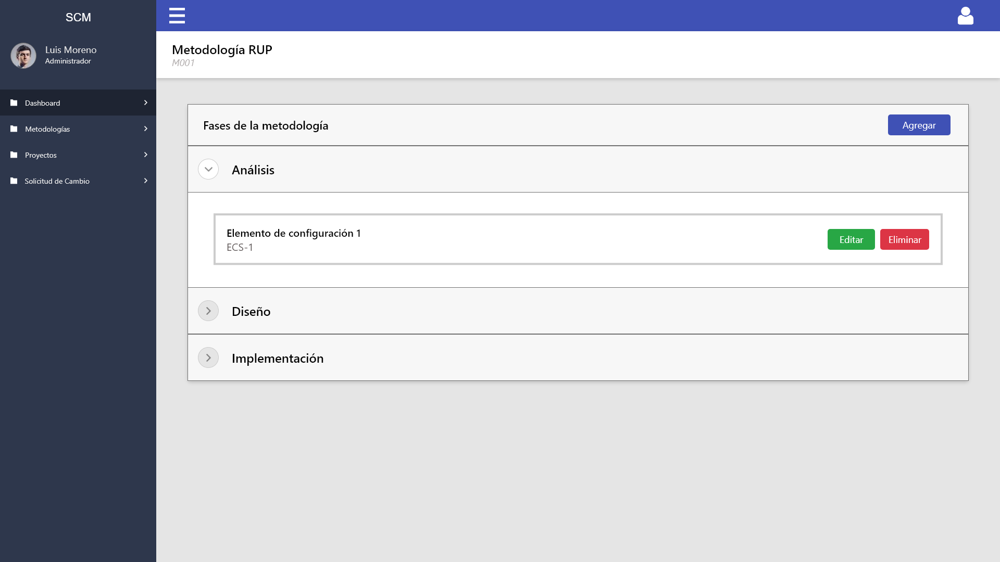 SCM
Luis Moreno
Administrador
Dashboard
Metodologías
Proyectos
Solicitud de Cambio
Metodología RUP
M001
Fases de la metodología
Agregar
Análisis
Elemento de configuración 1
ECS-1
Editar
Eliminar
Diseño
Implementación